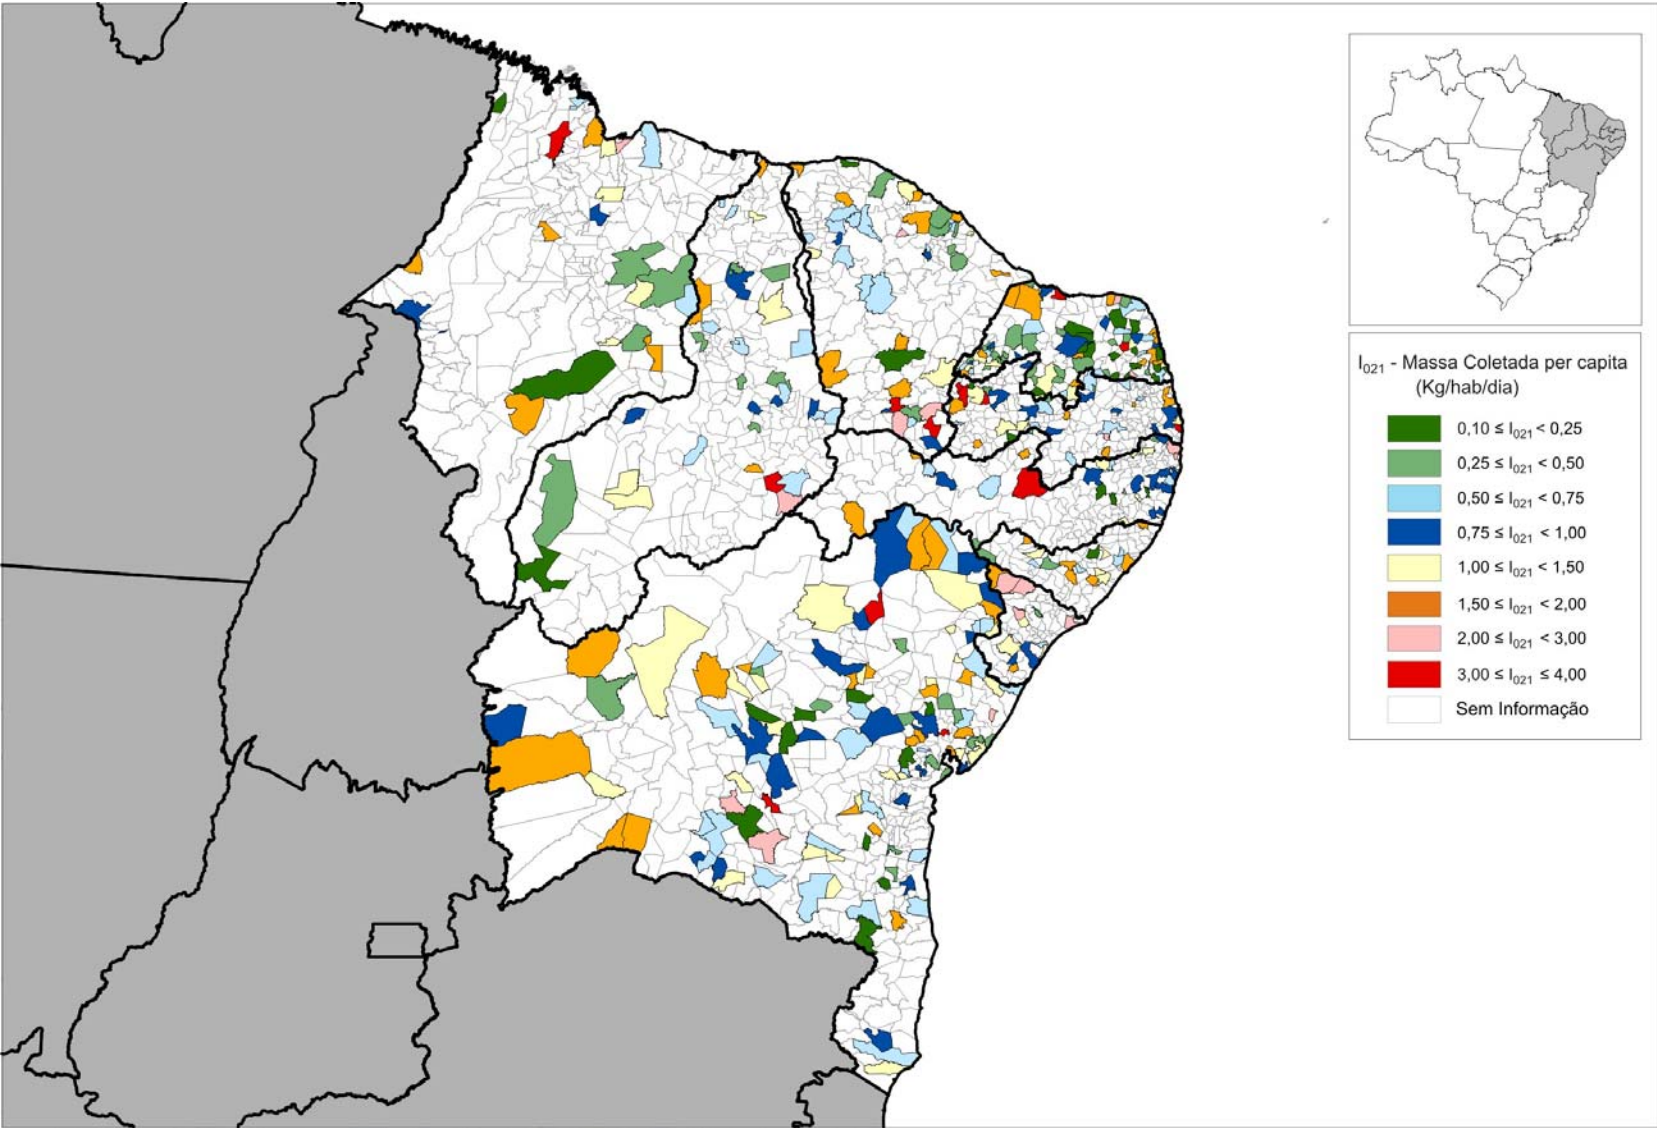 I021 - Massa Coletada per capita
(Kg/hab/dia)
0,10 ≤ I021 < 0,25
0,25 ≤ I021 < 0,50
0,50 ≤ I021 < 0,75
0,75 ≤ I021 < 1,00
1,00 ≤ I021 < 1,50
1,50 ≤ I021 < 2,00
2,00 ≤ I021 < 3,00
3,00 ≤ I021 ≤ 4,00
Sem Informação